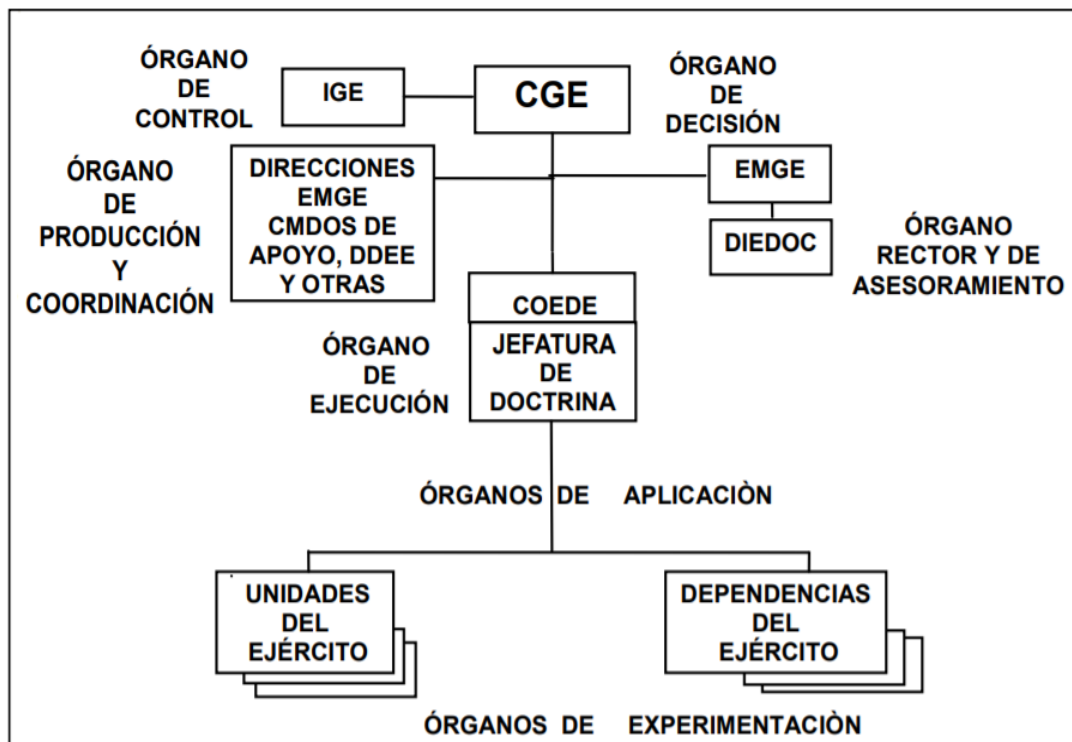 ÓRGANO
DE
CONTROL
IGE
CGE
ÓRGANO
DE
DECISIÓN
ÓRGANO
DE
PRODUCCIÓN
Y
COORDINACIÓN
DIRECCIONES
EMGE
CMDOS DE
APOYO, DDEE
Y OTRAS
EMGE
DIEDOC
ÓRGANO
RECTOR Y DE
ASESORAMIENTO
COEDE
ÓRGANO
DE
EJECUCIÓN
JEFATURA
DE
DOCTRINA
ÓRGANOS DE APLICACIÒN
UNIDADES
DEL
EJÉRCITO
DEPENDENCIAS
DEL
EJÉRCITO
ÓRGANOS DE EXPERIMENTACIÒN